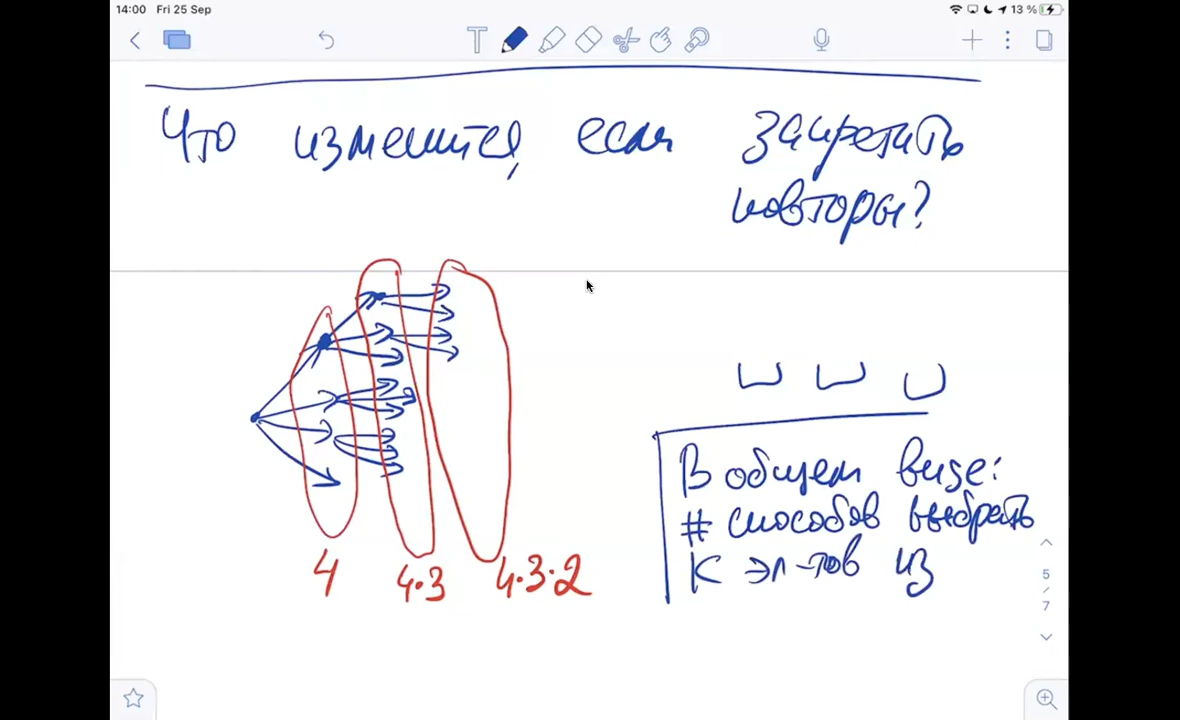 14:00 Fri 25 Sep
13 %
Что изменится, если запретить
повторы?
4
4·3
4·3·2
В общем виде:
# способов выбрать
к эл-тов из
5
/
7